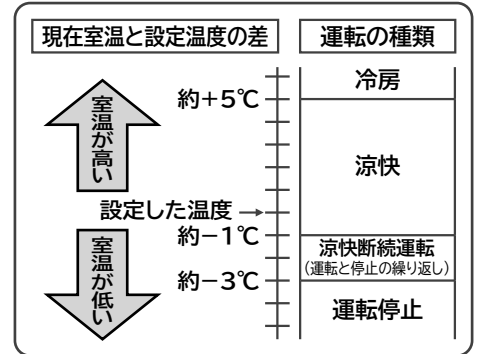 現在室温と設定温度の差
運転の種類
室温が高い
約+5℃
設定した温度→
約−1℃
約−3℃
室温が低い
冷房
涼快
涼快断続運転
(運転と停止の繰り返し)
運転停止